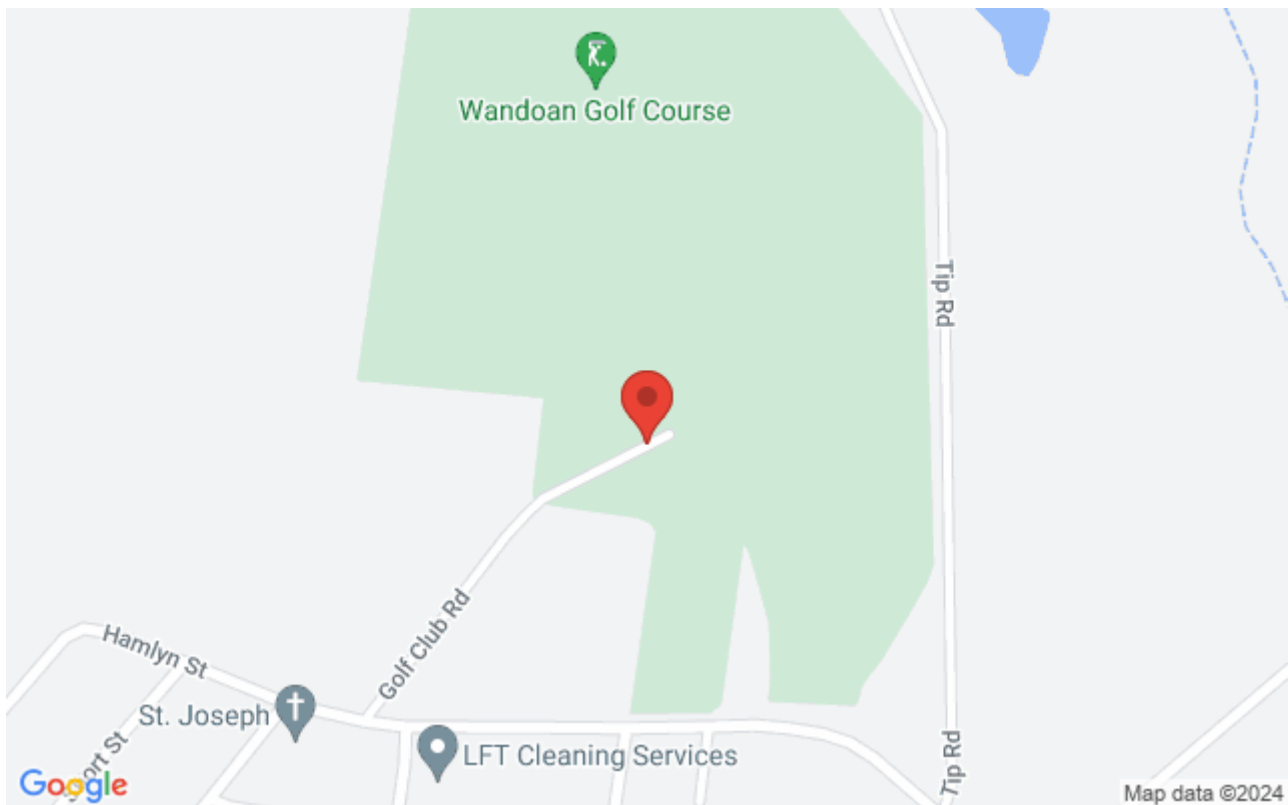 Wandoan Golf Course
Tip Rd
Golf Club Rd
Hamlyn St
St. Joseph
LFT Cleaning Services
St
Tip Rd
Google
Map data ©2024